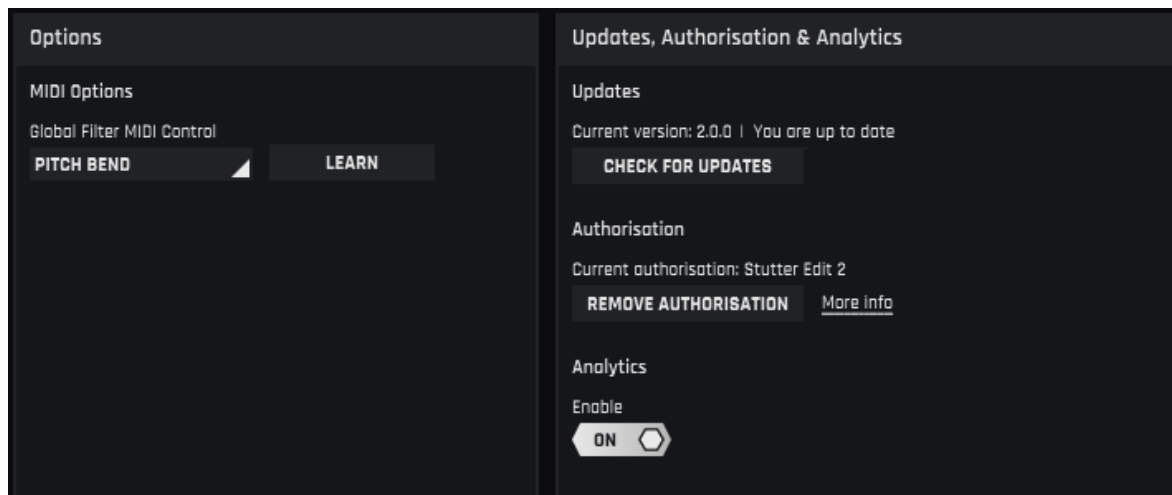 Options
MIDI Options
Global Filter MIDI Control
PITCH BEND
LEARN
Updates, Authorisation & Analytics
Updates
Current version: 2.0.0 | You are up to date
CHECK FOR UPDATES
Authorisation
Current authorisation: Stutter Edit 2
REMOVE AUTHORISATION More info
Analytics
Enable
ON